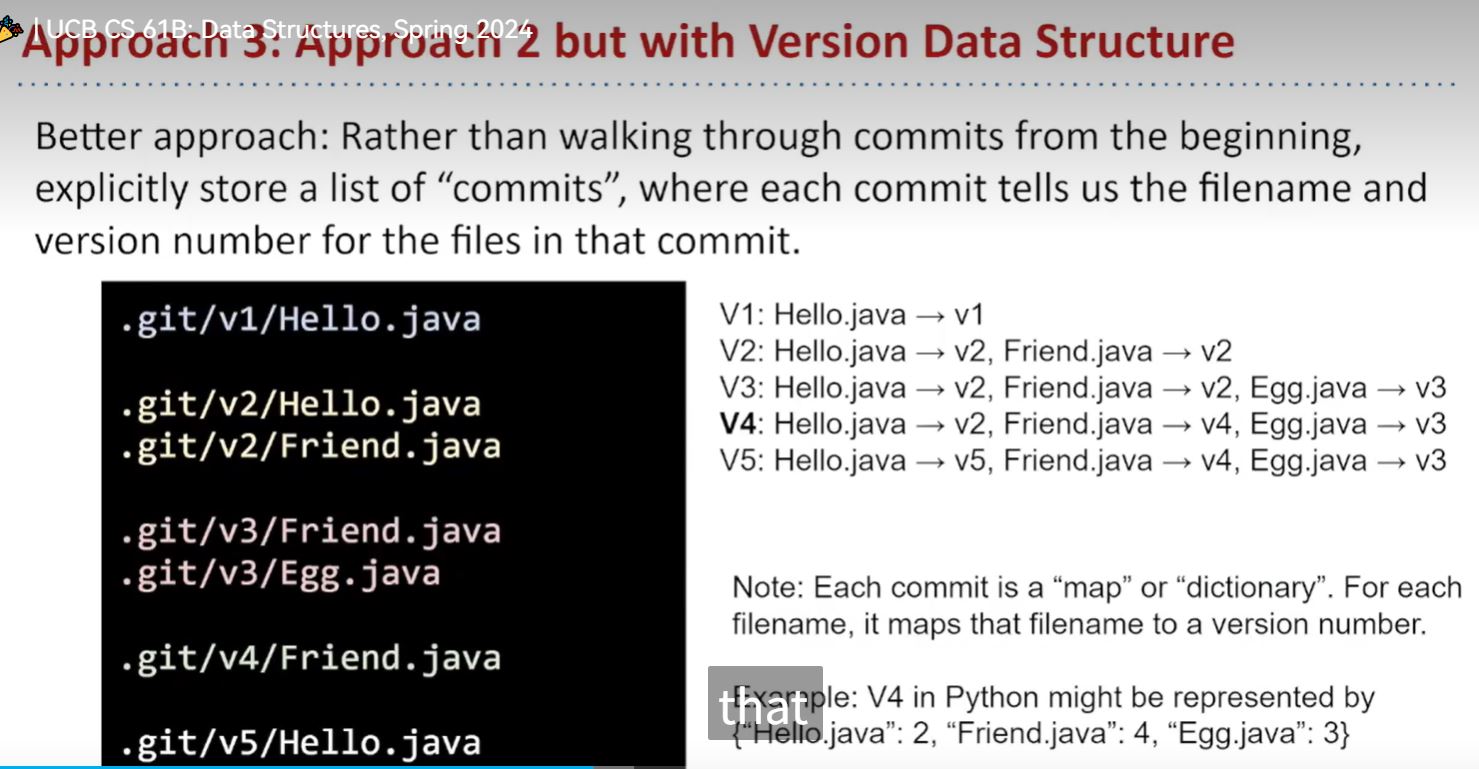 | UCB CS 61B: Data Structures, Spring 2024
Approach 3: Approach 2 but with Version Data Structure
Better approach: Rather than walking through commits from the beginning,
explicitly store a list of “commits”, where each commit tells us the filename and
version number for the files in that commit.
.git/v1/Hello.java
.git/v2/Hello.java
.git/v2/Friend.java
.git/v3/Friend.java
.git/v3/Egg.java
.git/v4/Friend.java
.git/v5/Hello.java
V1: Hello.java → v1
V2: Hello.java → v2, Friend.java → v2
V3: Hello.java → v2, Friend.java → v2, Egg.java → v3
V4: Hello.java → v2, Friend.java → v4, Egg.java → v3
V5: Hello.java → v5, Friend.java → v4, Egg.java → v3
Note: Each commit is a “map” or “dictionary”. For each
filename, it maps that filename to a version number.
Example: V4 in Python might be represented by
{“Hello.java”: 2, “Friend.java”: 4, “Egg.java”: 3}
that